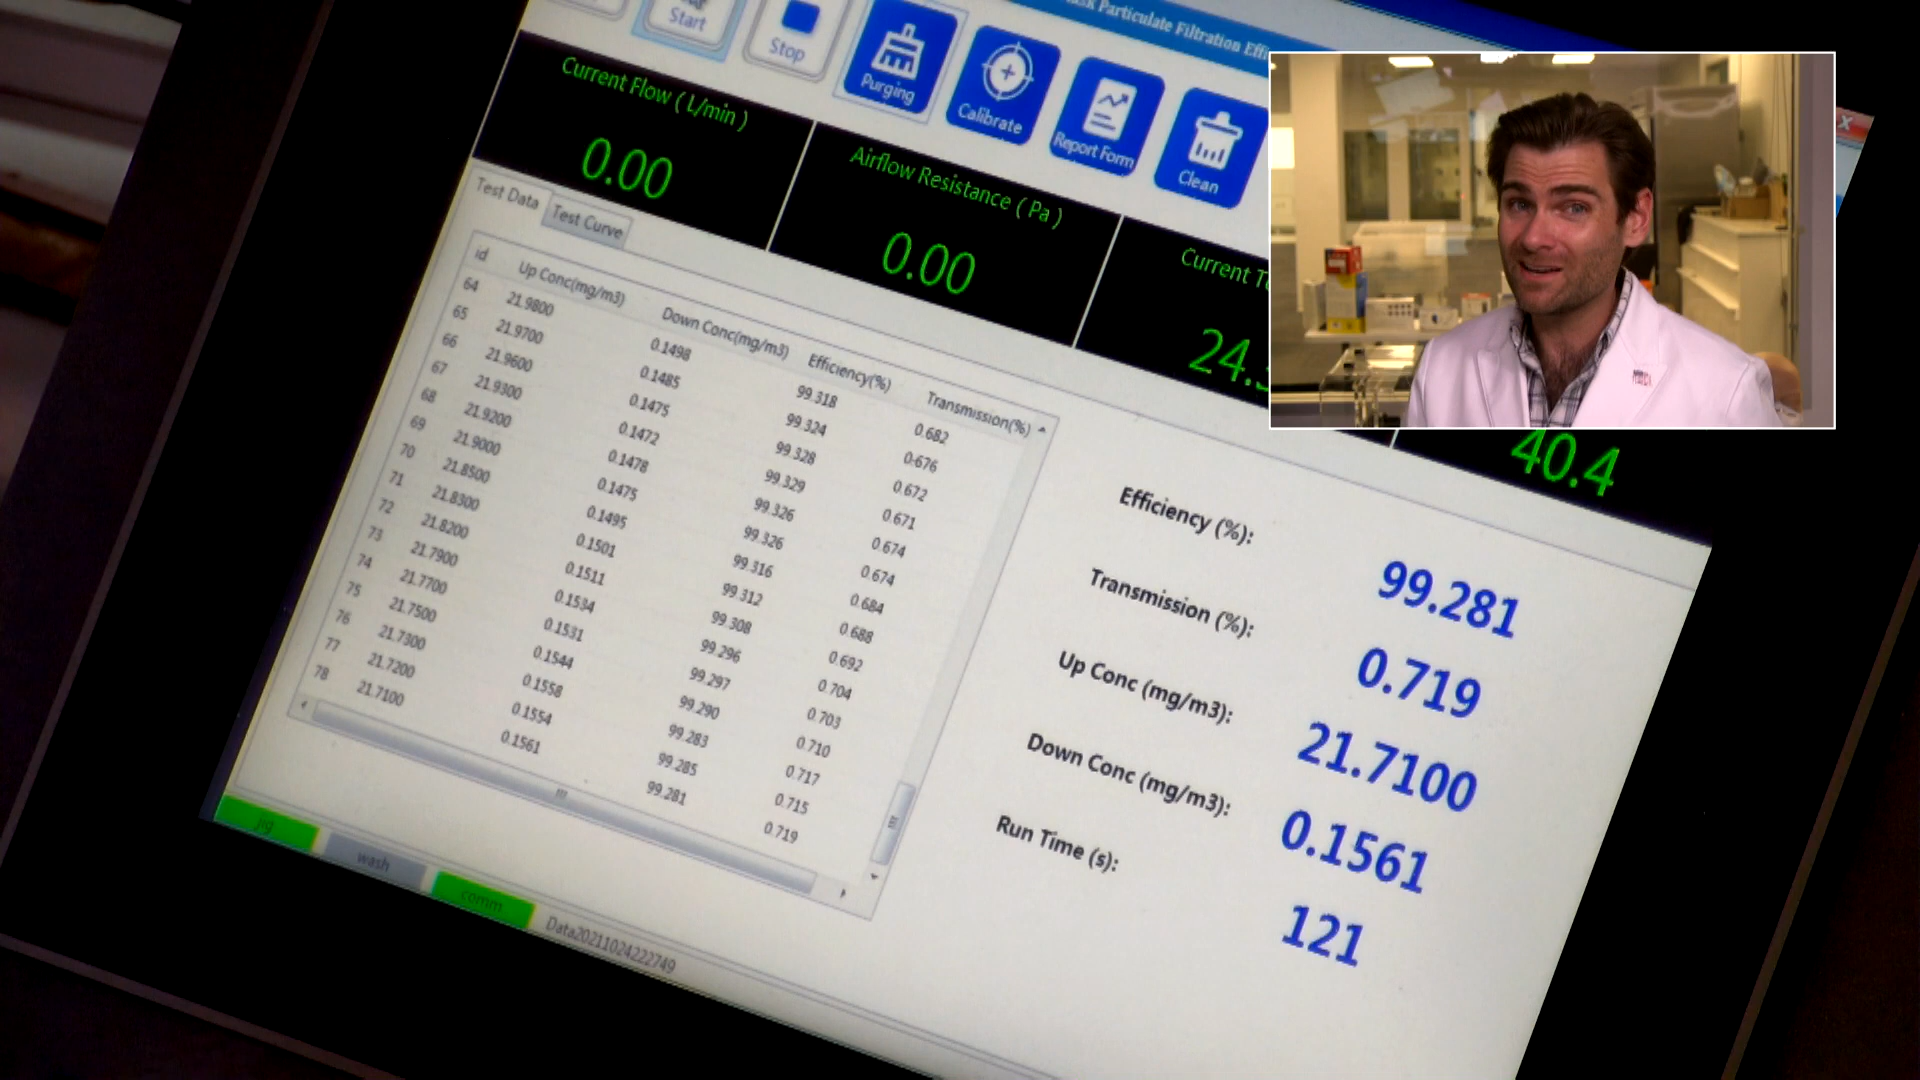 Particulate Filtration
Start
Stop
Purging
Calibrate
Report Form
Clean
Current Flow ( L/min )
0.00
Airflow Resistance ( Pa )
0.00
Current
24.
40.4
Test Data
Test Curve
id Up Conc(mg/m3) Down Conc(mg/m3) Efficiency(%) Transmission(%)
64 21.9800 0.1498 99.318 0.682
65 21.9700 0.1485 99.324 0.676
66 21.9600 0.1475 99.328 0.672
67 21.9300 0.1472 99.329 0.671
68 21.9200 0.1478 99.326 0.674
69 21.9000 0.1475 99.326 0.674
70 21.8500 0.1495 99.316 0.684
71 21.8300 0.1501 99.312 0.688
72 21.8200 0.1511 99.308 0.692
73 21.7900 0.1534 99.296 0.704
74 21.7700 0.1531 99.297 0.703
75 21.7500 0.1544 99.290 0.710
76 21.7300 0.1558 99.283 0.717
77 21.7200 0.1554 99.285 0.715
78 21.7100 0.1561 99.281 0.719
Efficiency (%): 99.281
Transmission (%): 0.719
Up Conc (mg/m3): 21.7100
Down Conc (mg/m3): 0.1561
Run Time (s): 121
jig
wash
comm
Data20211024222749